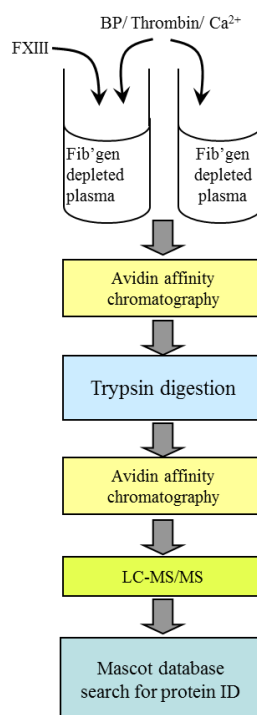 BP/ Thrombin/ Ca²⁺
FXIII
Fib’gen
depleted
plasma
Fib’gen
depleted
plasma
Avidin affinity
chromatography
Trypsin digestion
Avidin affinity
chromatography
LC-MS/MS
Mascot database
search for protein ID